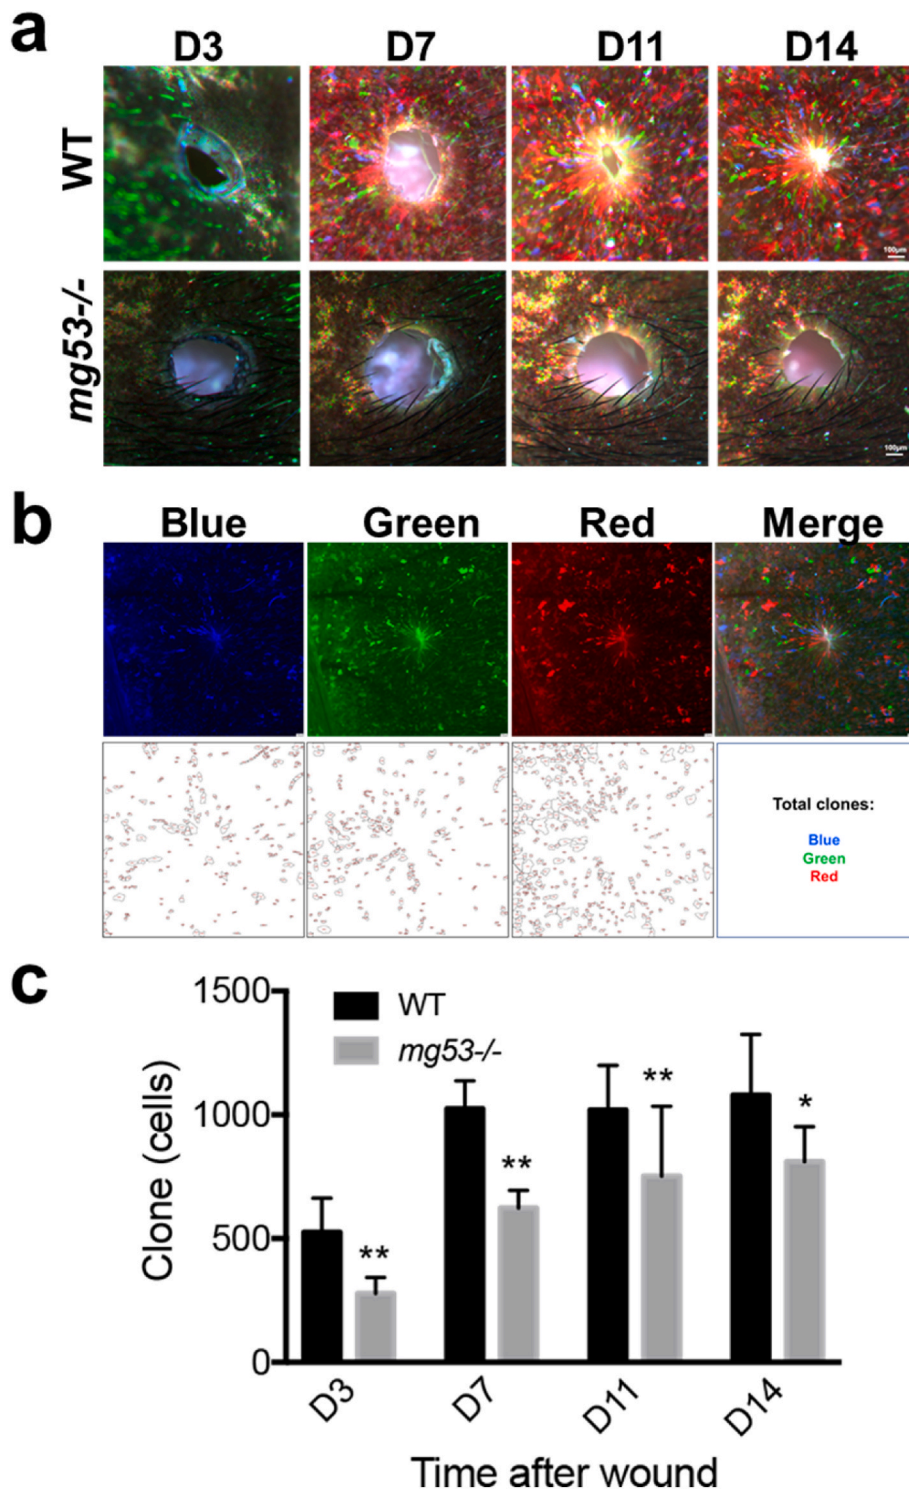 a
D3 D7 D11 D14
WT
100μm
mg53-/-
100μm
b
Blue Green Red Merge
Total clones:
Blue
Green
Red
c
Clone (cells)
1500
1000
500
0
WT
mg53-/-
**
**
**
*
D3 D7 D11 D14
Time after wound